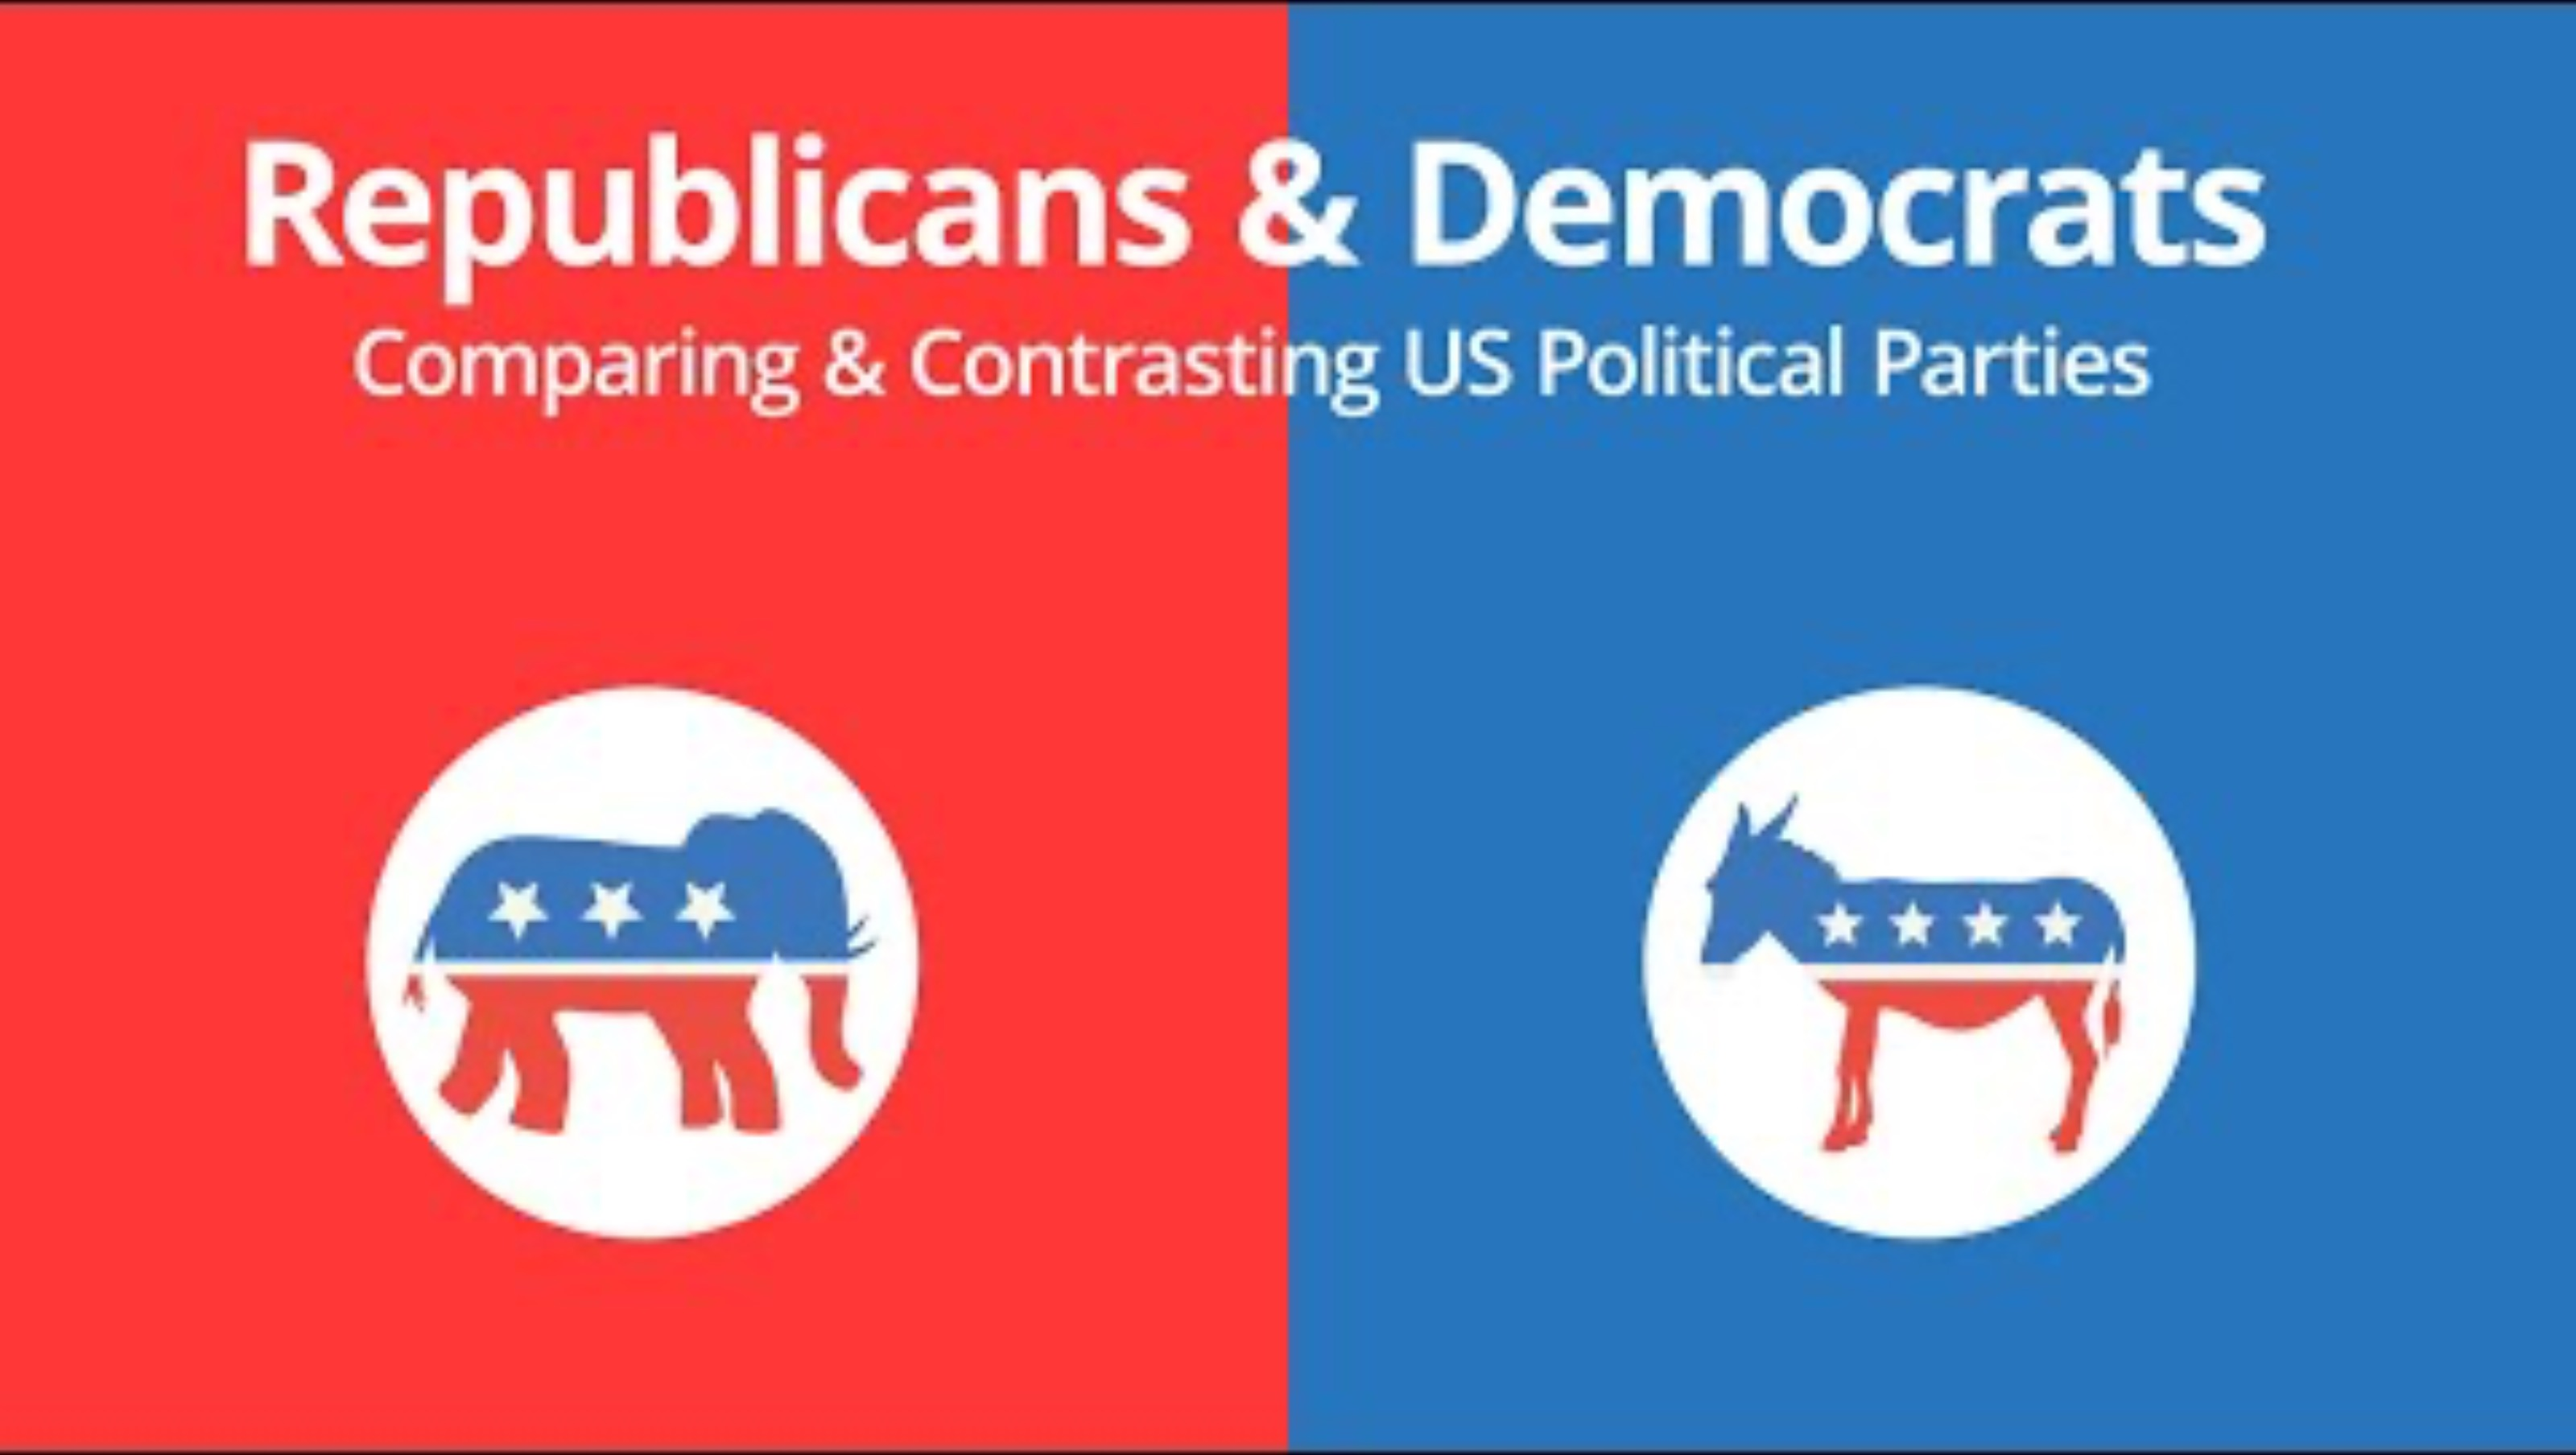 Republicans & Democrats
Comparing & Contrasting US Political Parties